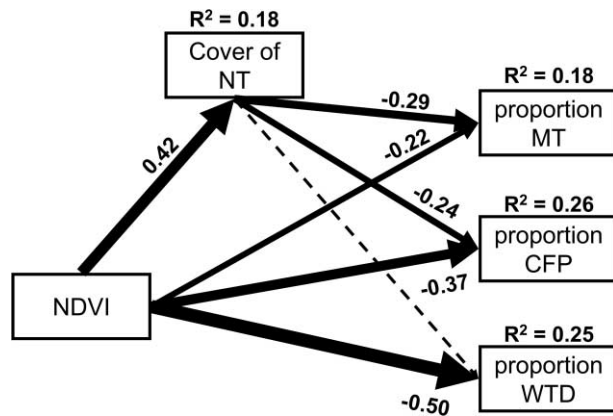 R² = 0.18
Cover of
NT
R² = 0.18
proportion
MT
-0.29
-0.22
0.42
-0.24
R² = 0.26
proportion
CFP
NDVI
-0.37
R² = 0.25
proportion
WTD
-0.50